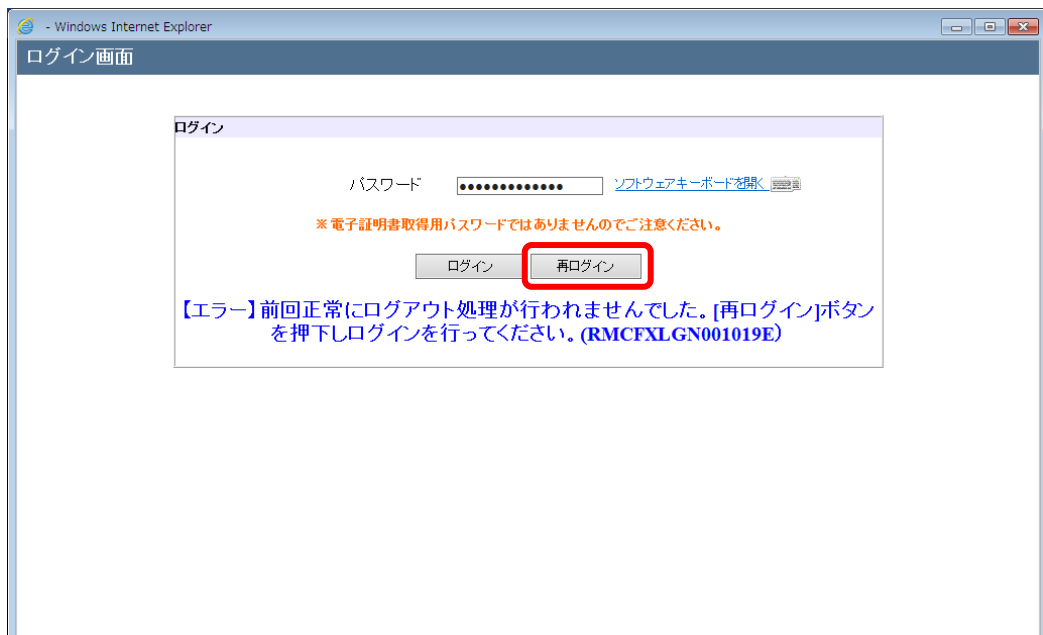 - Windows Internet Explorer
ログイン画面
ログイン
パスワード ••••••••••••• ソフトウェアキーボードを開く
※電子証明書取得用パスワードではありませんのでご注意ください。
ログイン 再ログイン
【エラー】前回正常にログアウト処理が行われませんでした。[再ログイン]ボタン
を押下しログインを行ってください。(RMCFXLGN001019E）